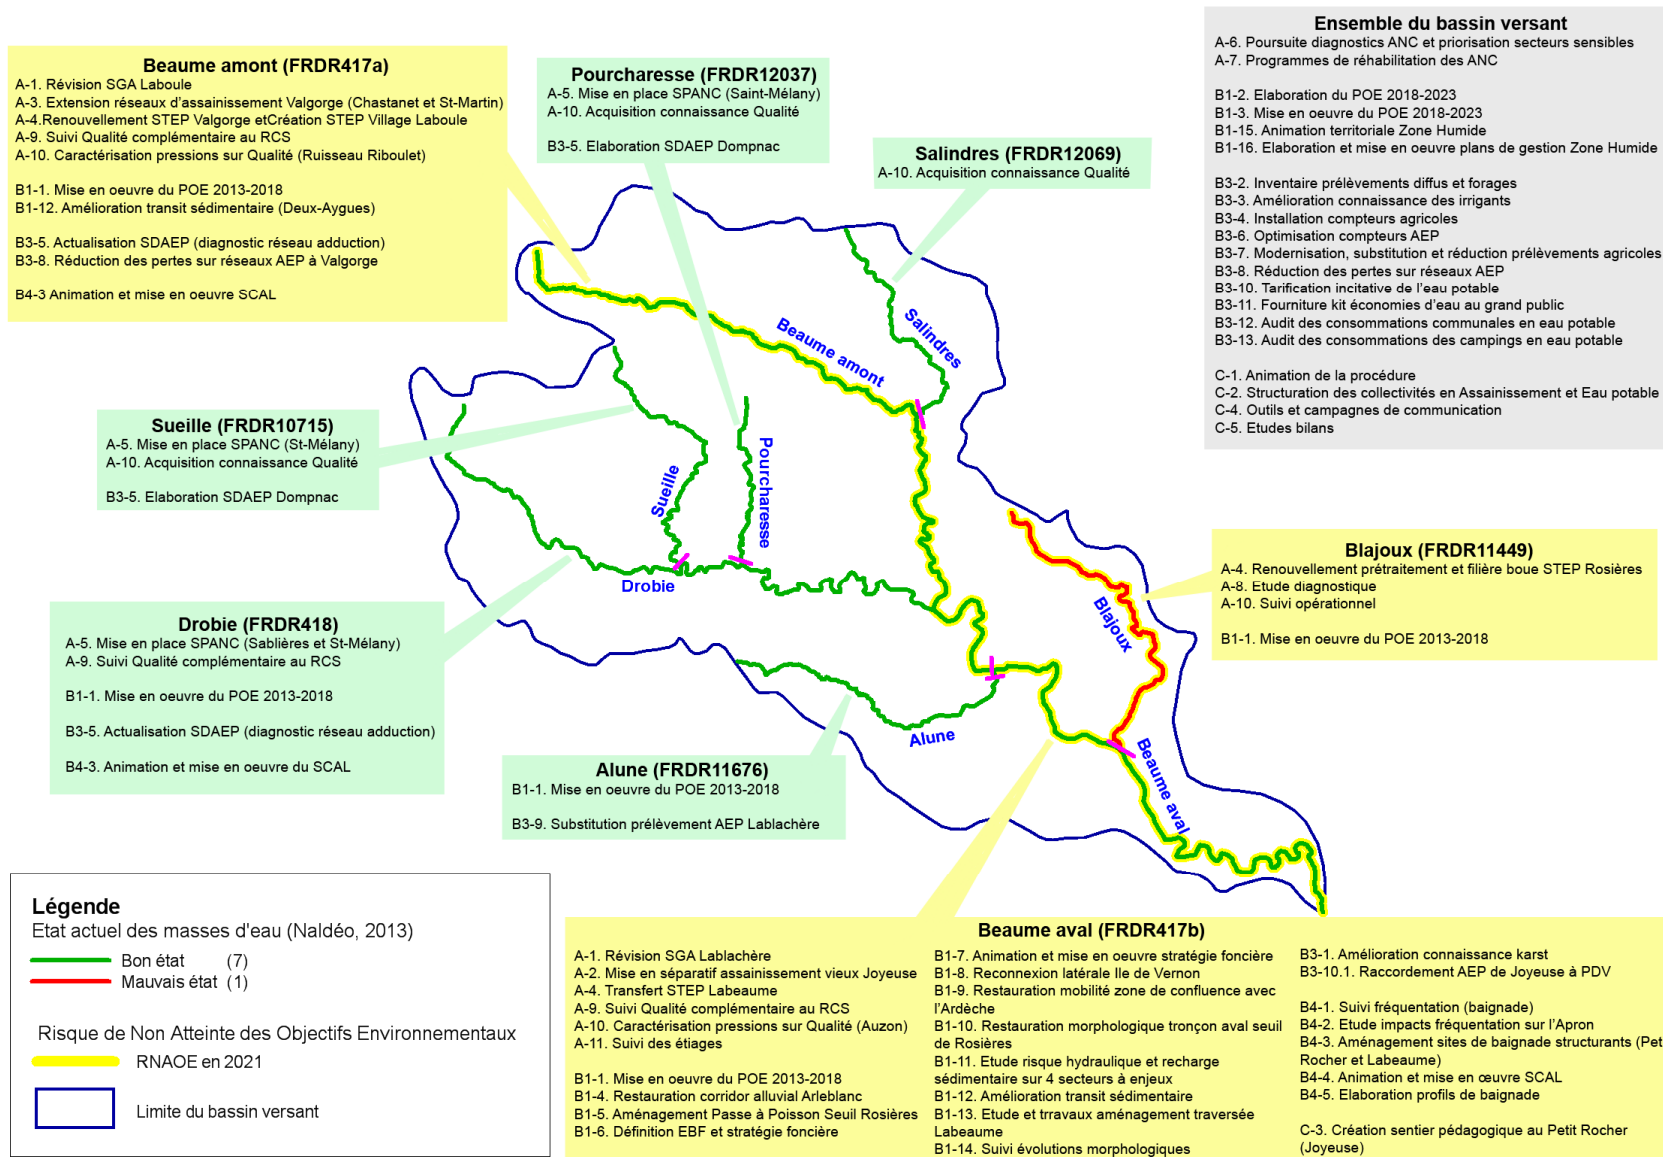 Beaume amont (FRDR417a)
A-1. Révision SGA Laboule
A-3. Extension réseaux d'assainissement Valgorge (Chastanet et St-Martin)
A-4.Renouvellement STEP Valgorge etCréation STEP Village Laboule
A-9. Suivi Qualité complémentaire au RCS
A-10. Caractérisation pressions sur Qualité (Ruisseau Riboulet)
B1-1. Mise en oeuvre du POE 2013-2018
B1-12. Amélioration transit sédimentaire (Deux-Aygues)
B3-5. Actualisation SDAEP (diagnostic réseau adduction)
B3-8. Réduction des pertes sur réseaux AEP à Valgorge
B4-3 Animation et mise en oeuvre SCAL
Pourcharesse (FRDR12037)
A-5. Mise en place SPANC (Saint-Mélany)
A-10. Acquisition connaissance Qualité
B3-5. Elaboration SDAEP Dompnac
Salindres (FRDR12069)
A-10. Acquisition connaissance Qualité
Ensemble du bassin versant
A-6. Poursuite diagnostics ANC et priorisation secteurs sensibles
A-7. Programmes de réhabilitation des ANC
B1-2. Elaboration du POE 2018-2023
B1-3. Mise en oeuvre du POE 2018-2023
B1-15. Animation territoriale Zone Humide
B1-16. Elaboration et mise en oeuvre plans de gestion Zone Humide
B3-2. Inventaire prélèvements diffus et forages
B3-3. Amélioration connaissance des irrigants
B3-4. Installation compteurs agricoles
B3-6. Optimisation compteurs AEP
B3-7. Modernisation, substitution et réduction prélèvements agricoles
B3-8. Réduction des pertes sur réseaux AEP
B3-10. Tarification incitative de l'eau potable
B3-11. Fourniture kit économies d'eau au grand public
B3-12. Audit des consommations communales en eau potable
B3-13. Audit des consommations des campings en eau potable
C-1. Animation de la procédure
C-2. Structuration des collectivités en Assainissement et Eau potable
C-4. Outils et campagnes de communication
C-5. Etudes bilans
Beaume amont
Salindres
Sueille (FRDR10715)
A-5. Mise en place SPANC (St-Mélany)
A-10. Acquisition connaissance Qualité
B3-5. Elaboration SDAEP Dompnac
Sueille
Pourcharesse
Drobie
Blajoux
Alune
Beaume aval
Blajoux (FRDR11449)
A-4. Renouvellement prétraitement et filière boue STEP Rosières
A-8. Etude diagnostique
A-10. Suivi opérationnel
B1-1. Mise en oeuvre du POE 2013-2018
Drobie (FRDR418)
A-5. Mise en place SPANC (Sablières et St-Mélany)
A-9. Suivi Qualité complémentaire au RCS
B1-1. Mise en oeuvre du POE 2013-2018
B3-5. Actualisation SDAEP (diagnostic réseau adduction)
B4-3. Animation et mise en oeuvre du SCAL
Alune (FRDR11676)
B1-1. Mise en oeuvre du POE 2013-2018
B3-9. Substitution prélèvement AEP Lablachère
Légende
Etat actuel des masses d'eau (Naldéo, 2013)
Bon état (7)
Mauvais état (1)
Risque de Non Atteinte des Objectifs Environnementaux
RNAOE en 2021
Limite du bassin versant
Beaume aval (FRDR417b)
A-1. Révision SGA Lablachère
A-2. Mise en séparatif assainissement vieux Joyeuse
A-4. Transfert STEP Labeaume
A-9. Suivi Qualité complémentaire au RCS
A-10. Caractérisation pressions sur Qualité (Auzon)
A-11. Suivi des étiages
B1-1. Mise en oeuvre du POE 2013-2018
B1-4. Restauration corridor alluvial Arleblanc
B1-5. Aménagement Passe à Poisson Seuil Rosières
B1-6. Définition EBF et stratégie foncière
B1-7. Animation et mise en oeuvre stratégie foncière
B1-8. Reconnexion latérale Ile de Vernon
B1-9. Restauration mobilité zone de confluence avec
l'Ardèche
B1-10. Restauration morphologique tronçon aval seuil
de Rosières
B1-11. Etude risque hydraulique et recharge
sédimentaire sur 4 secteurs à enjeux
B1-12. Amélioration transit sédimentaire
B1-13. Etude et trravaux aménagement traversée
Labeaume
B1-14. Suivi évolutions morphologiques
B3-1. Amélioration connaissance karst
B3-10.1. Raccordement AEP de Joyeuse à PDV
B4-1. Suivi fréquentation (baignade)
B4-2. Etude impacts fréquentation sur l'Apron
B4-3. Aménagement sites de baignade structurants (Pet
Rocher et Labeaume)
B4-4. Animation et mise en œuvre SCAL
B4-5. Elaboration profils de baignade
C-3. Création sentier pédagogique au Petit Rocher
(Joyeuse)